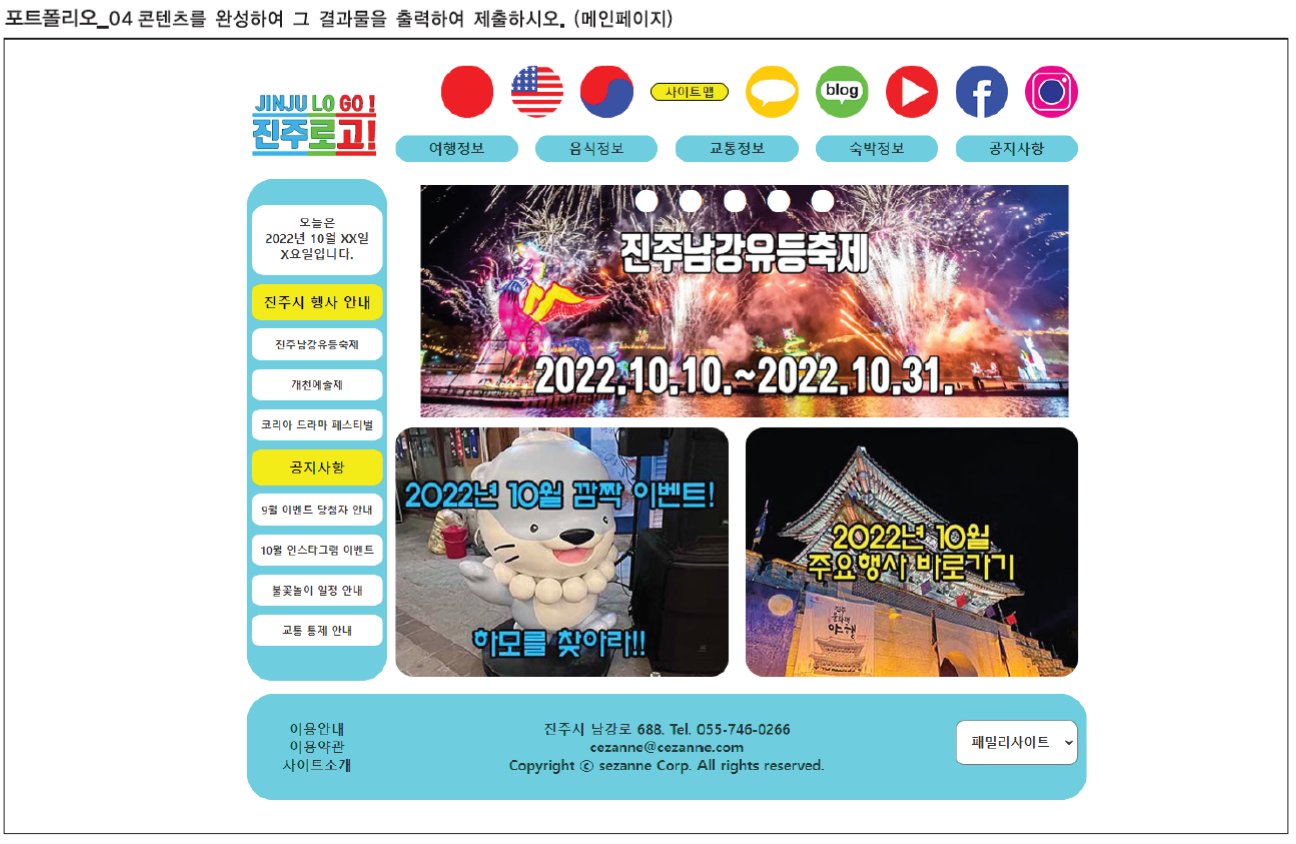 포트폴리오_04 콘텐츠를 완성하여 그 결과물을 출력하여 제출하시오. (메인페이지)
JINJU LO GO !
진주로고!
사이트맵
blog
여행정보
음식정보
교통정보
숙박정보
공지사항
오늘은
2022년 10월 XX일
X요일입니다.
진주시 행사 안내
진주남강유등축제
개천예술제
코리아 드라마 페스티벌
공지사항
9월 이벤트 당첨자 안내
10월 인스타그램 이벤트
불꽃놀이 일정 안내
교통 통제 안내
진주남강유등축제
2022.10.10.~2022.10.31.
2022년 10월 깜짝 이벤트!
하모를 찾아라!!
2022년 10월
주요행사 바로가기
진주
야행
이용안내
이용약관
사이트소개
진주시 남강로 688. Tel. 055-746-0266
cezanne@cezanne.com
Copyright ⓒ sezanne Corp. All rights reserved.
패밀리사이트